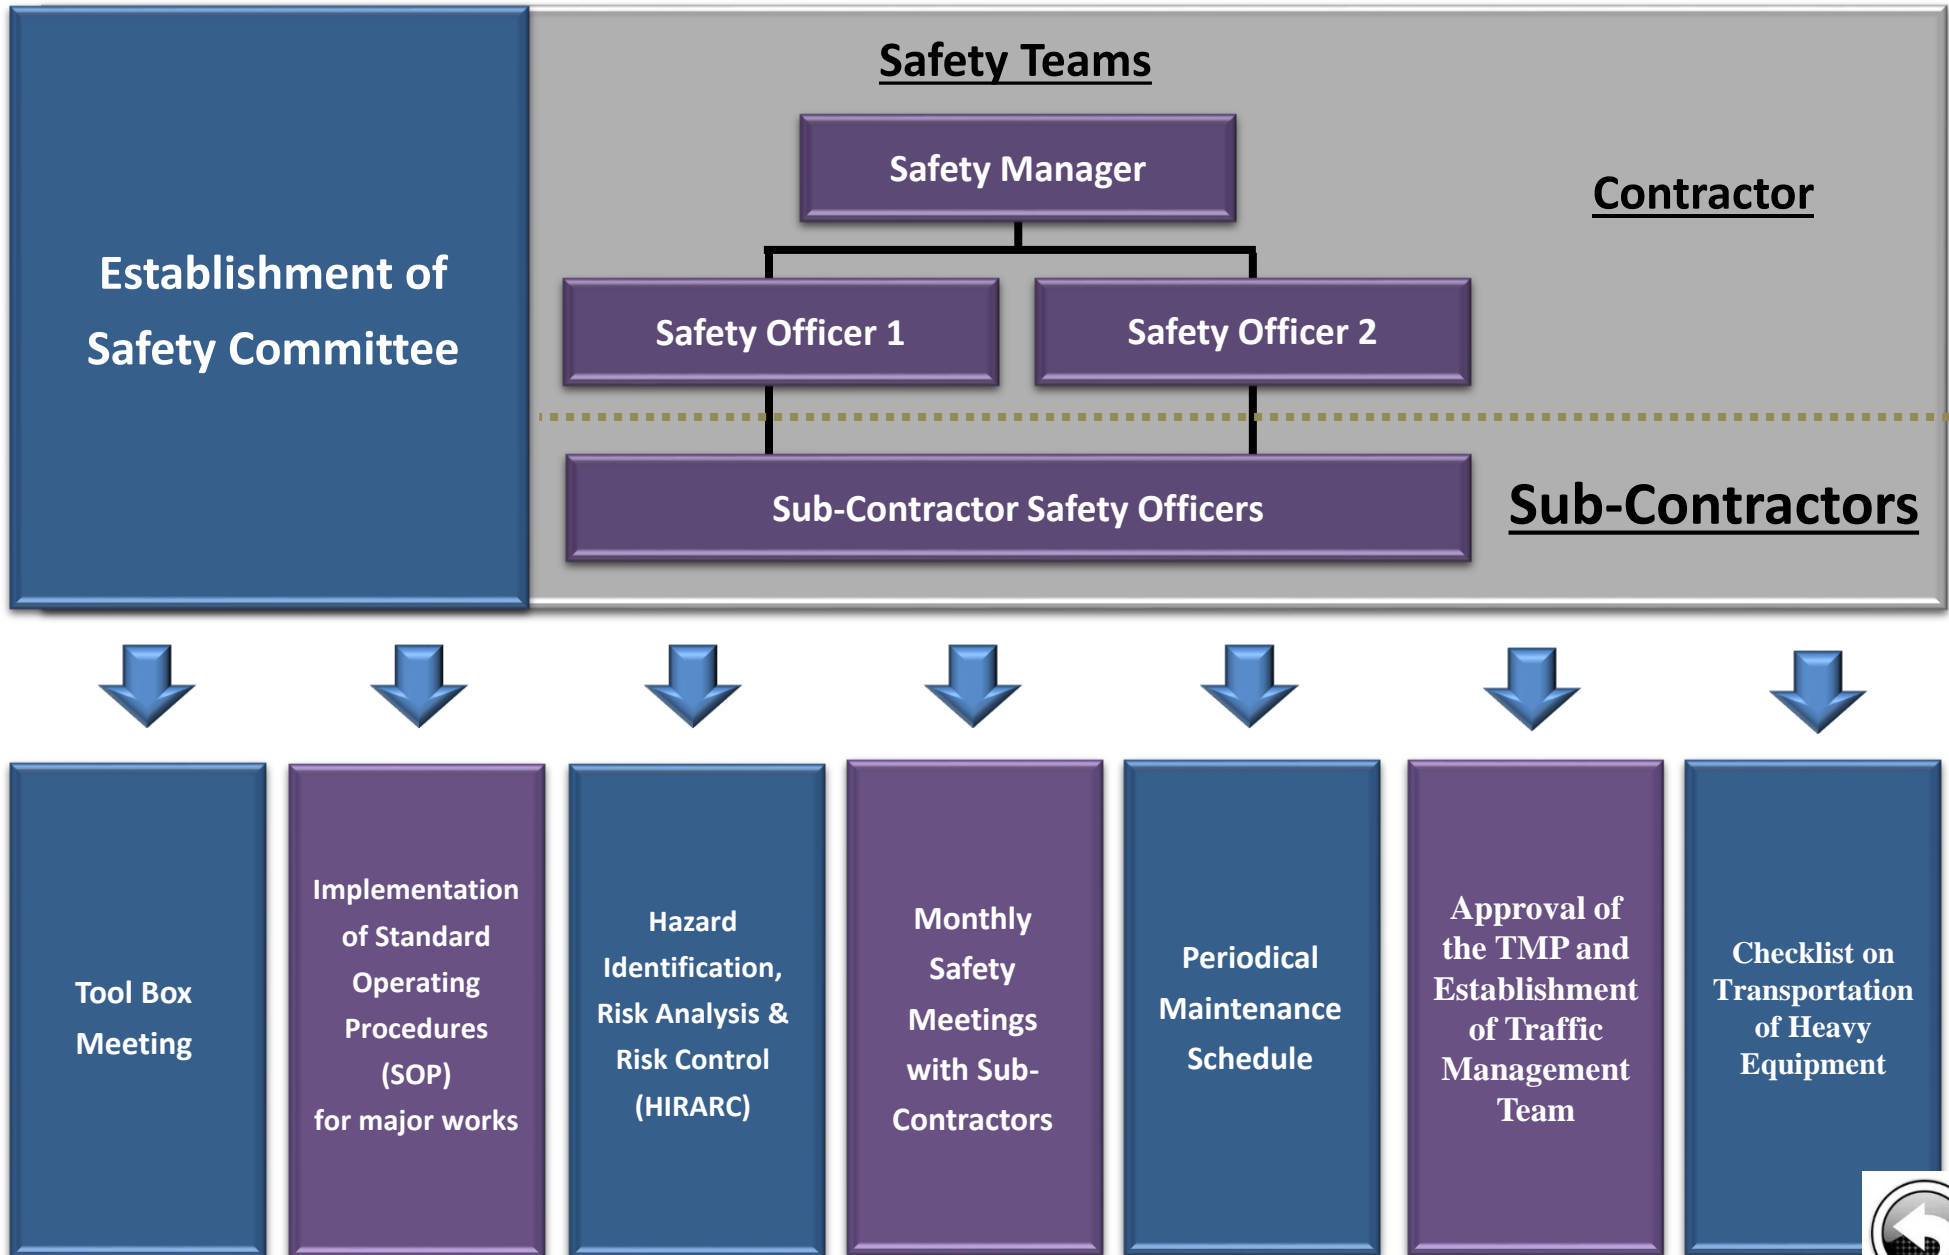 Establishment of
Safety Committee
Safety Teams
Safety Manager
Contractor
Safety Officer 1
Safety Officer 2
Sub-Contractor Safety Officers
Sub-Contractors
Tool Box
Meeting
Implementation
of Standard
Operating
Procedures
(SOP)
for major works
Hazard
Identification,
Risk Analysis &
Risk Control
(HIRARC)
Monthly
Safety
Meetings
with Sub-
Contractors
Periodical
Maintenance
Schedule
Approval of
the TMP and
Establishment
of Traffic
Management
Team
Checklist on
Transportation
of Heavy
Equipment